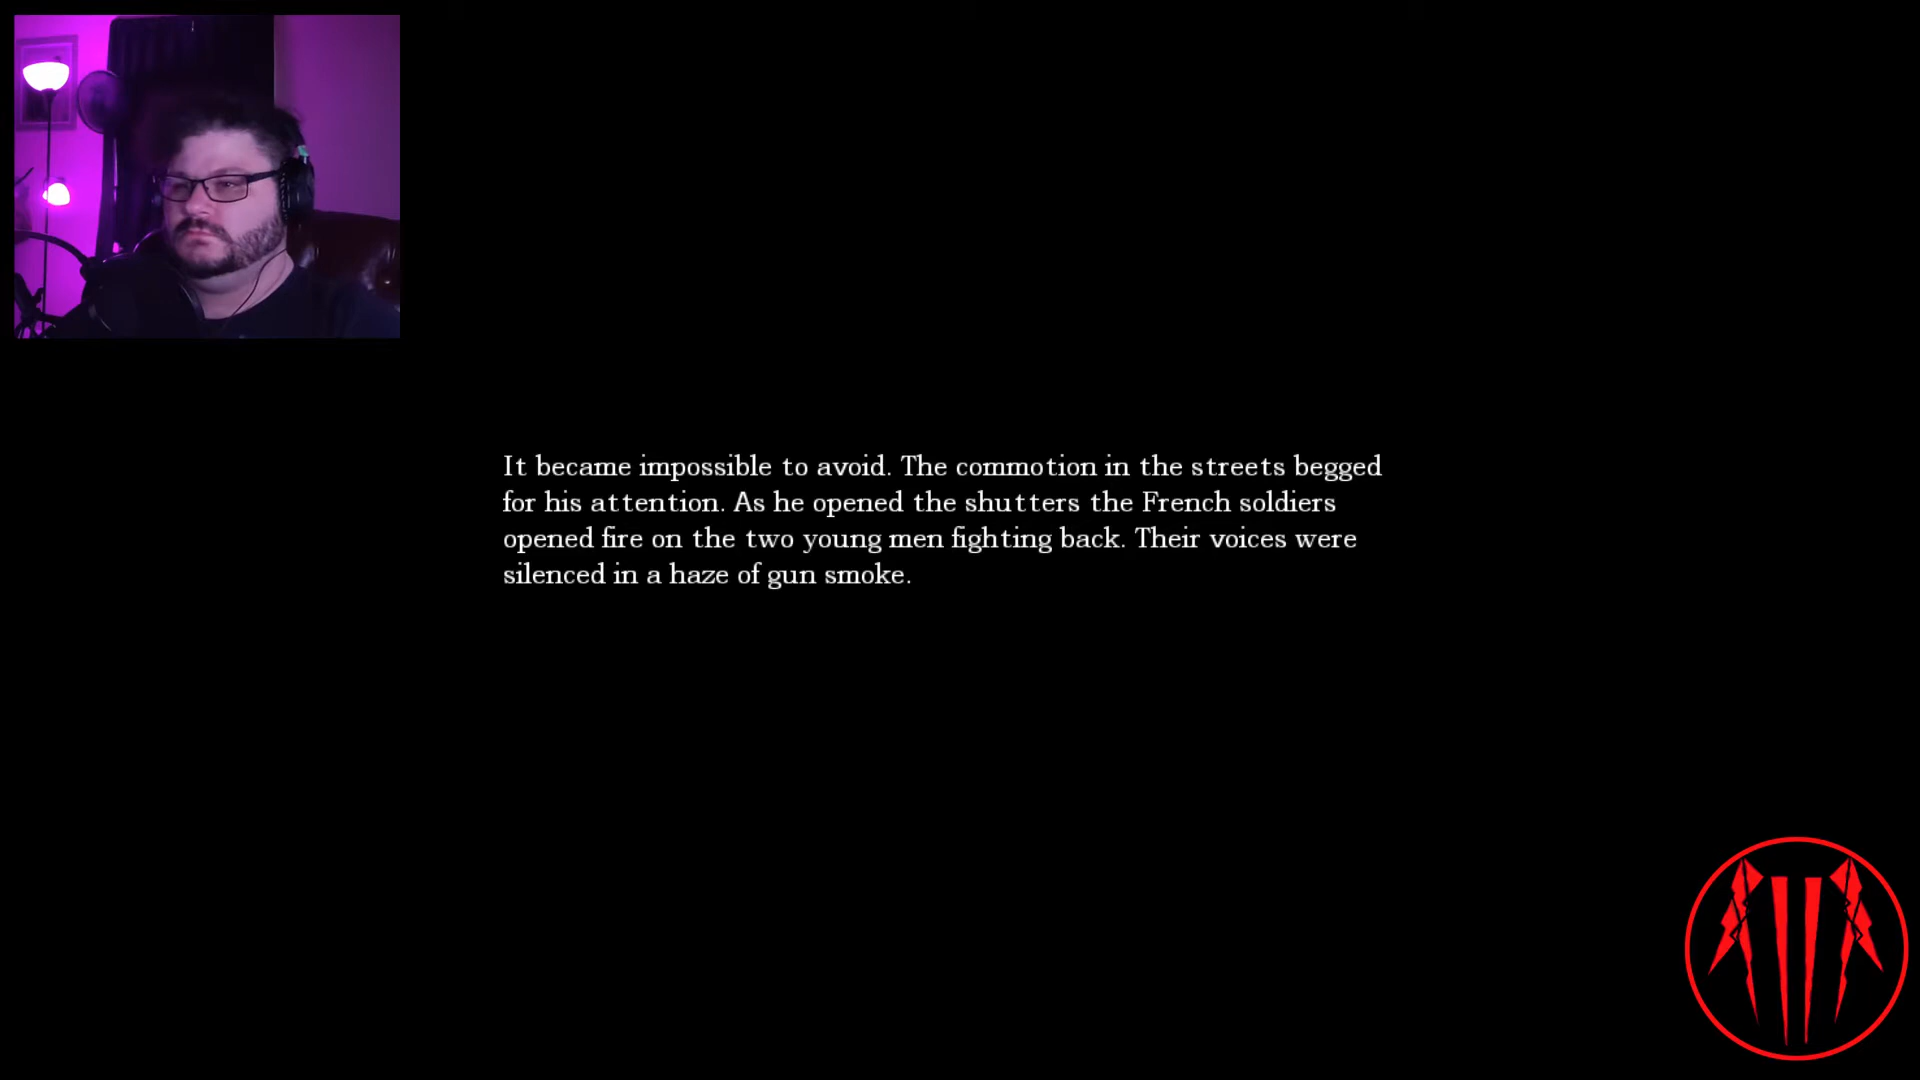 It became impossible to avoid. The commotion in the streets begged
for his attention. As he opened the shutters the French soldiers
opened fire on the two young men fighting back. Their voices were
silenced in a haze of gun smoke.